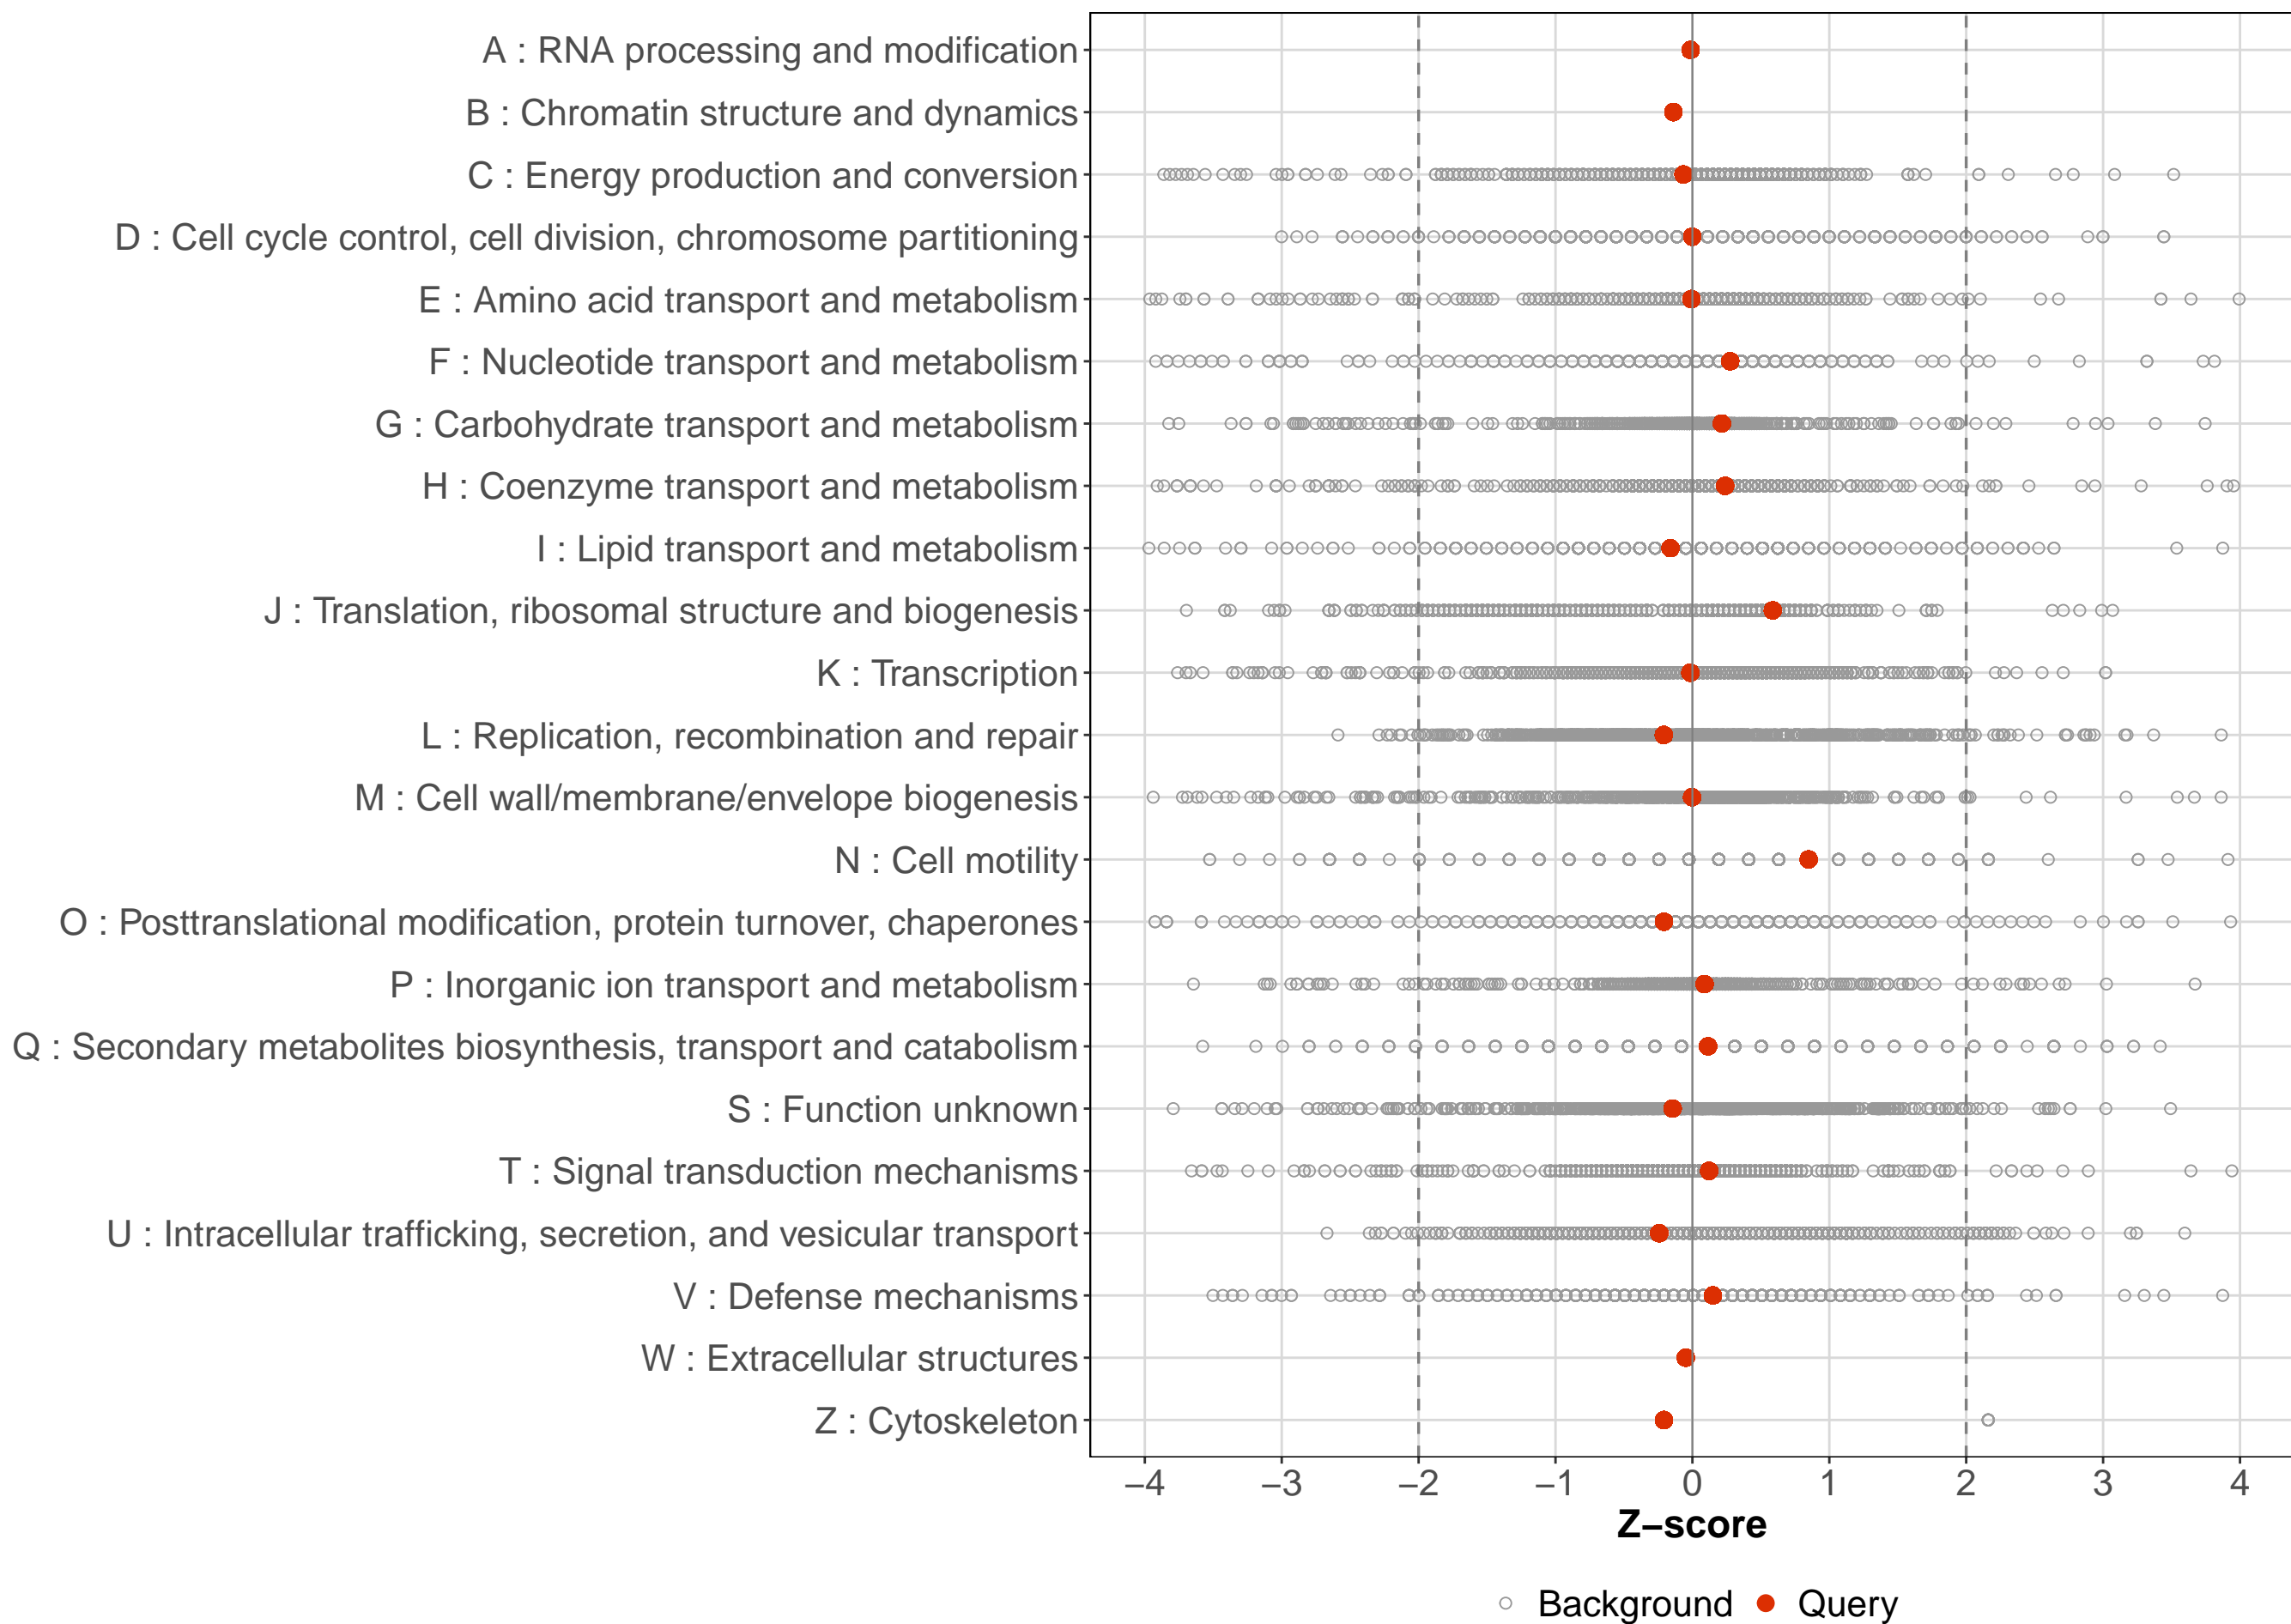 A : RNA processing and modification
B : Chromatin structure and dynamics
C : Energy production and conversion
D : Cell cycle control, cell division, chromosome partitioning
E : Amino acid transport and metabolism
F : Nucleotide transport and metabolism
G : Carbohydrate transport and metabolism
H : Coenzyme transport and metabolism
I : Lipid transport and metabolism
J : Translation, ribosomal structure and biogenesis
K : Transcription
L : Replication, recombination and repair
M : Cell wall/membrane/envelope biogenesis
N : Cell motility
O : Posttranslational modification, protein turnover, chaperones
P : Inorganic ion transport and metabolism
Q : Secondary metabolites biosynthesis, transport and catabolism
S : Function unknown
T : Signal transduction mechanisms
U : Intracellular trafficking, secretion, and vesicular transport
V : Defense mechanisms
W : Extracellular structures
Z : Cytoskeleton
−4 −3 −2 −1 0 1 2 3 4
Z−score
Background Query